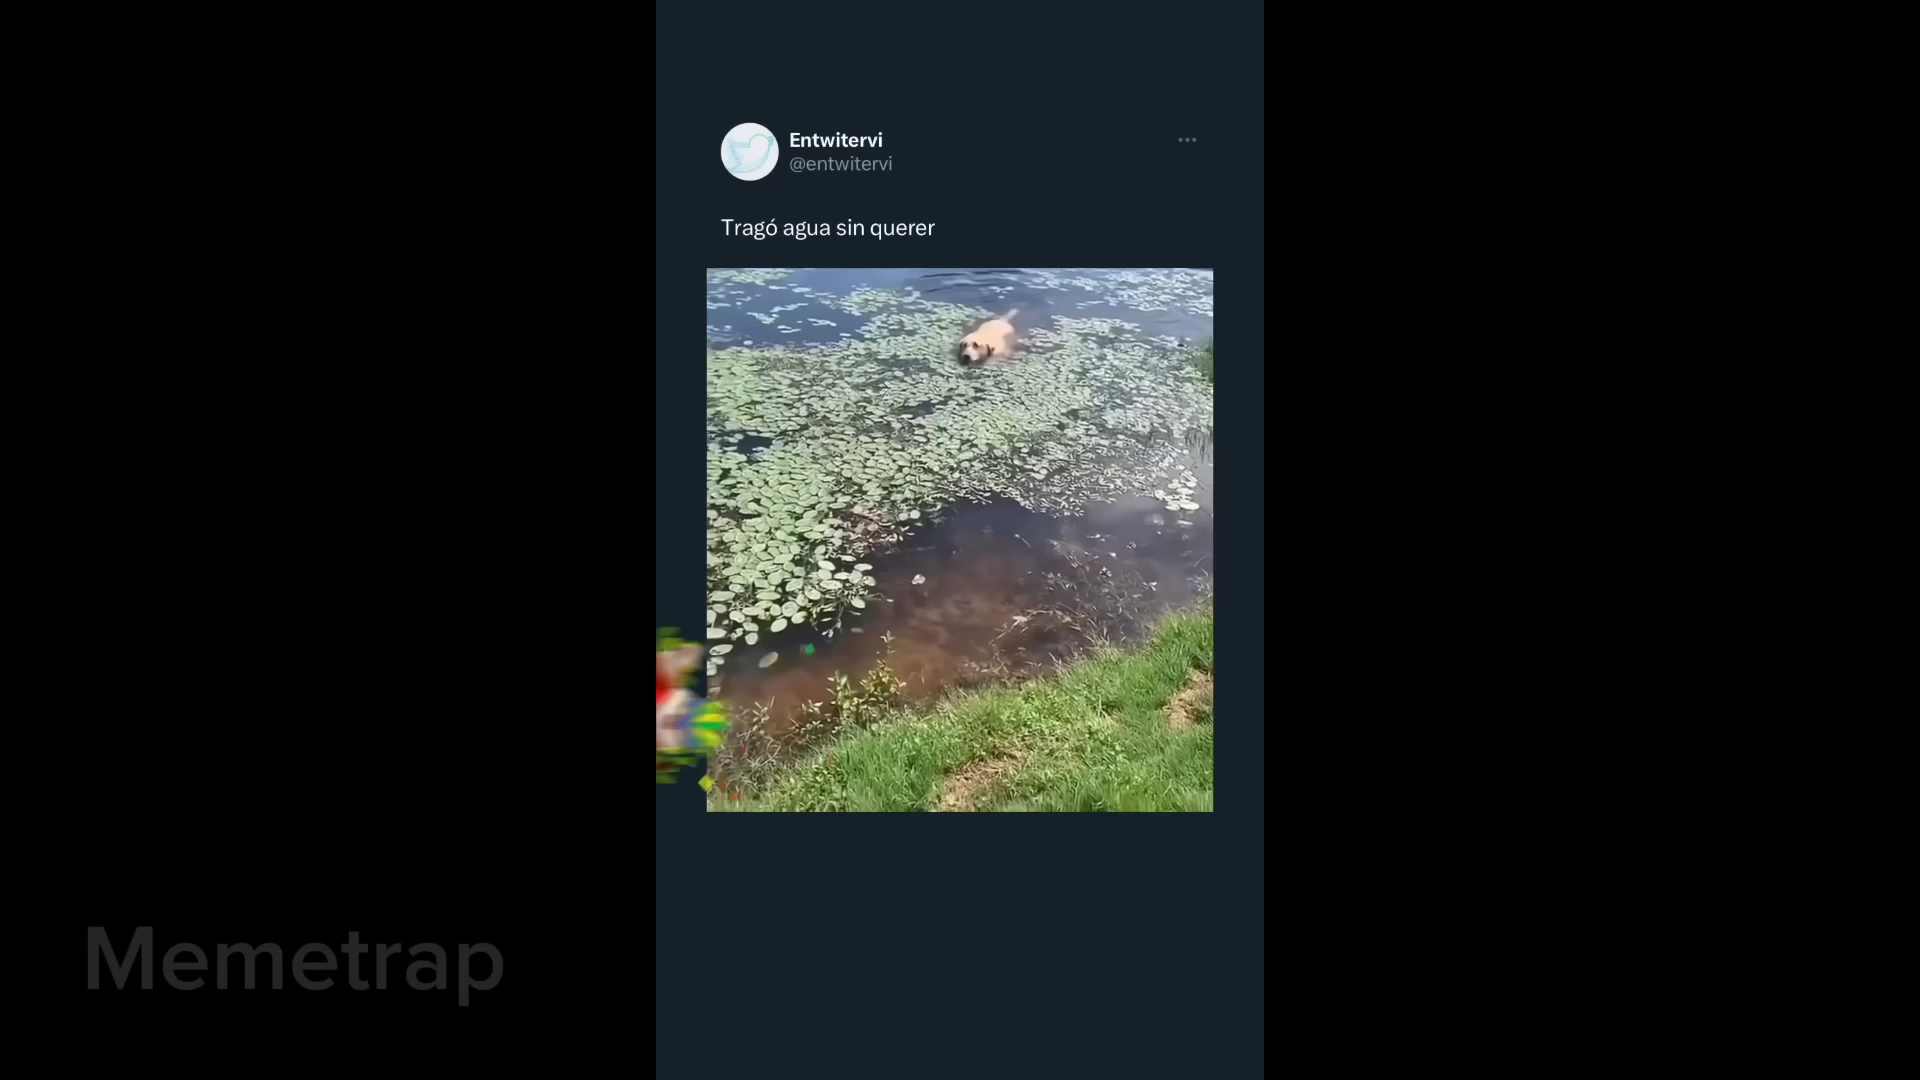 Entwitervi
@entwitervi
Tragó agua sin querer
Memetrap